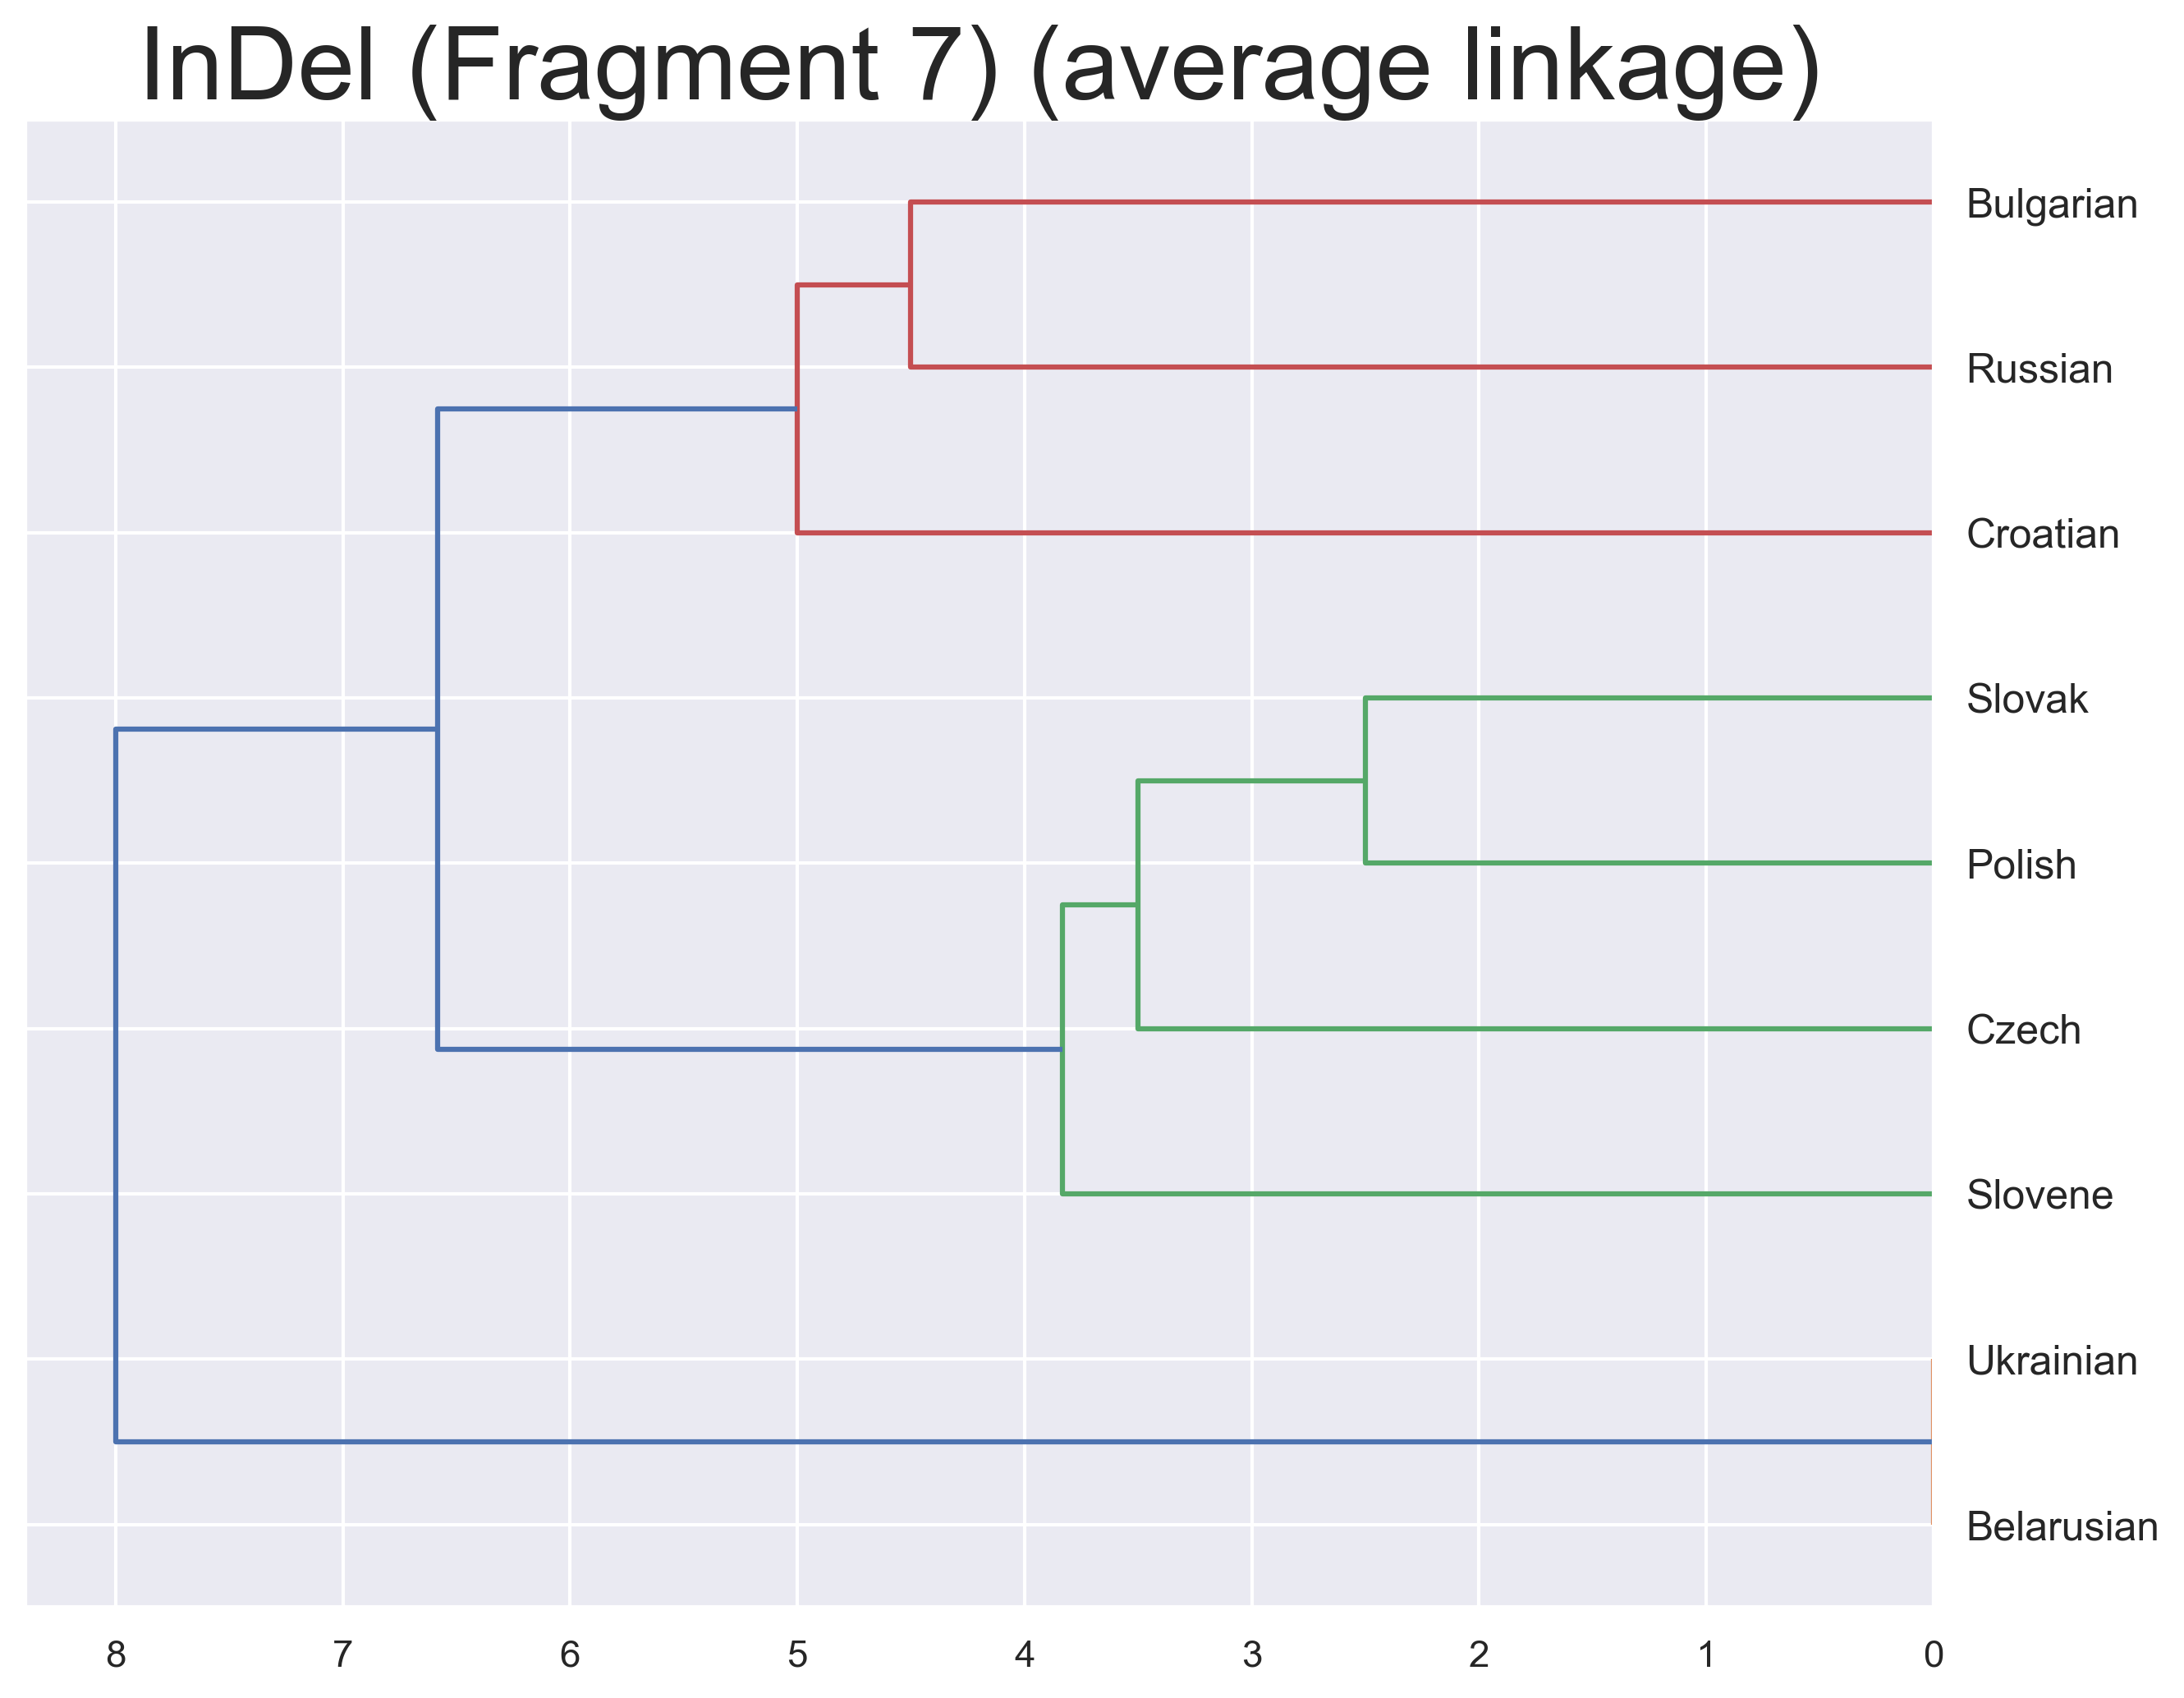 InDel (Fragment 7) (average linkage)
Bulgarian
Russian
Croatian
Slovak
Polish
Czech
Slovene
Ukrainian
Belarusian
8 7 6 5 4 3 2 1 0